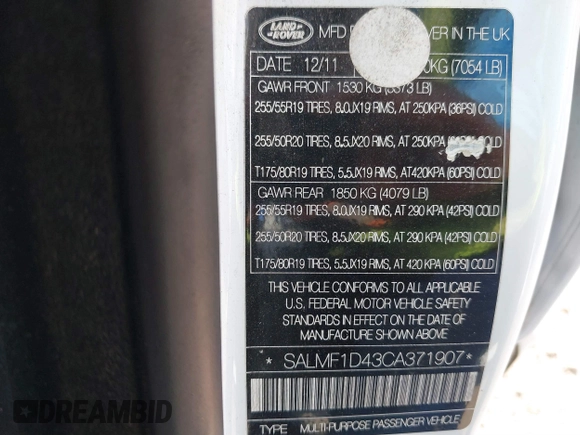 LAND ROVER
MFD VER IN THE UK
DATE 12/11 KG (7054 LB)
GAWR FRONT 1530 KG (3373 LB)
255/55R19 TIRES, 8.0JX19 RIMS, AT 250KPA (36PSI) COLD
255/50R20 TIRES, 8.5JX20 RIMS, AT 250KPA COLD
T175/80R19 TIRES, 5.5JX19 RIMS, AT420KPA (60PSI) COLD
GAWR REAR 1850 KG (4079 LB)
255/55R19 TIRES, 8.0JX19 RIMS, AT 290 KPA (42PSI) COLD
255/50R20 TIRES, 8.5JX20 RIMS, AT 290 KPA (42PSI) COLD
T175/80R19 TIRES, 5.5JX19 RIMS, AT 420 KPA (60PSI) COLD
THIS VEHICLE CONFORMS TO ALL APPLICABLE
U.S. FEDERAL MOTOR VEHICLE SAFETY
STANDARDS IN EFFECT ON THE DATE OF
MANUFACTURE SHOWN ABOVE
* SALMF1D43CA371907 *
TYPE MULTI-PURPOSE PASSENGER VEHICLE
DREAMBID